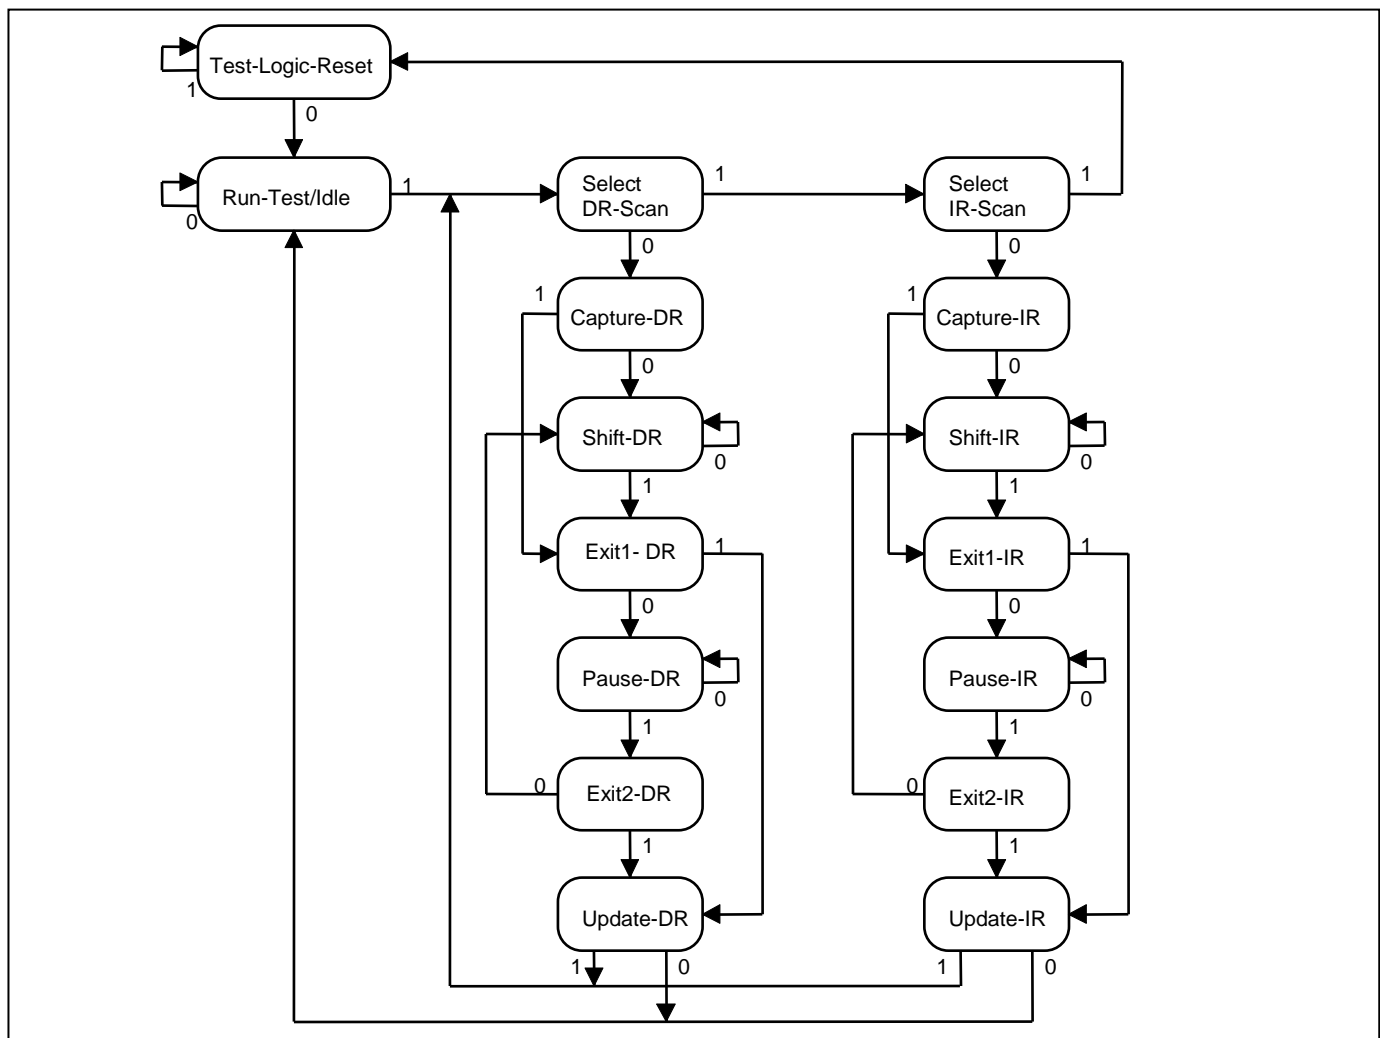 Test-Logic-Reset
1
0
Run-Test/Idle
1
0
Select
DR-Scan
1
0
Select
IR-Scan
1
0
1
Capture-DR
0
1
Capture-IR
0
Shift-DR
0
1
Shift-IR
0
1
Exit1- DR
1
0
Exit1-IR
1
0
Pause-DR
0
1
Pause-IR
0
1
0
Exit2-DR
1
0
Exit2-IR
1
Update-DR
1
0
Update-IR
1
0